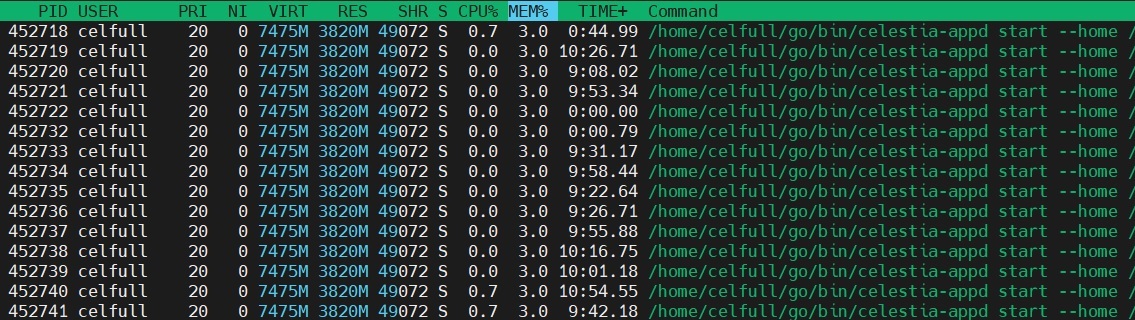 PID USER PRI NI VIRT RES SHR S CPU% MEM% TIME+ Command
452718 celfull 20 0 7475M 3820M 49072 S 0.7 3.0 0:44.99 /home/celfull/go/bin/celestia-appd start --home /
452719 celfull 20 0 7475M 3820M 49072 S 0.0 3.0 10:26.71 /home/celfull/go/bin/celestia-appd start --home /
452720 celfull 20 0 7475M 3820M 49072 S 0.0 3.0 9:08.02 /home/celfull/go/bin/celestia-appd start --home /
452721 celfull 20 0 7475M 3820M 49072 S 0.0 3.0 9:53.34 /home/celfull/go/bin/celestia-appd start --home /
452722 celfull 20 0 7475M 3820M 49072 S 0.0 3.0 0:00.00 /home/celfull/go/bin/celestia-appd start --home /
452732 celfull 20 0 7475M 3820M 49072 S 0.0 3.0 0:00.79 /home/celfull/go/bin/celestia-appd start --home /
452733 celfull 20 0 7475M 3820M 49072 S 0.0 3.0 9:31.17 /home/celfull/go/bin/celestia-appd start --home /
452734 celfull 20 0 7475M 3820M 49072 S 0.0 3.0 9:58.44 /home/celfull/go/bin/celestia-appd start --home /
452735 celfull 20 0 7475M 3820M 49072 S 0.0 3.0 9:22.64 /home/celfull/go/bin/celestia-appd start --home /
452736 celfull 20 0 7475M 3820M 49072 S 0.0 3.0 9:26.71 /home/celfull/go/bin/celestia-appd start --home /
452737 celfull 20 0 7475M 3820M 49072 S 0.0 3.0 9:55.88 /home/celfull/go/bin/celestia-appd start --home /
452738 celfull 20 0 7475M 3820M 49072 S 0.0 3.0 10:16.75 /home/celfull/go/bin/celestia-appd start --home /
452739 celfull 20 0 7475M 3820M 49072 S 0.0 3.0 10:01.18 /home/celfull/go/bin/celestia-appd start --home /
452740 celfull 20 0 7475M 3820M 49072 S 0.7 3.0 10:54.55 /home/celfull/go/bin/celestia-appd start --home /
452741 celfull 20 0 7475M 3820M 49072 S 0.7 3.0 9:42.18 /home/celfull/go/bin/celestia-appd start --home /